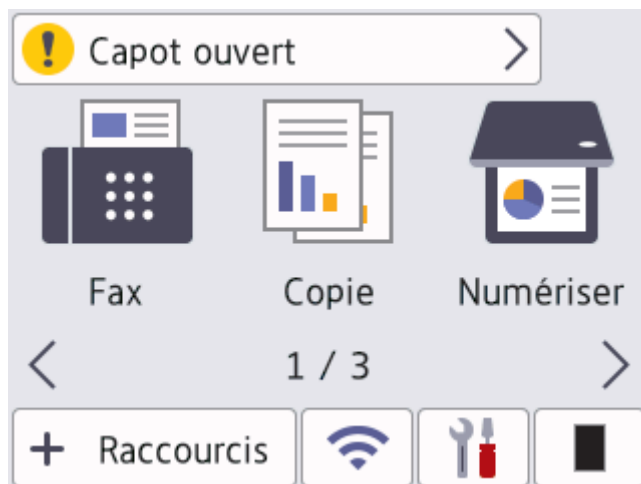 Capot ouvert
Fax
Copie
Numériser
1 / 3
+ Raccourcis